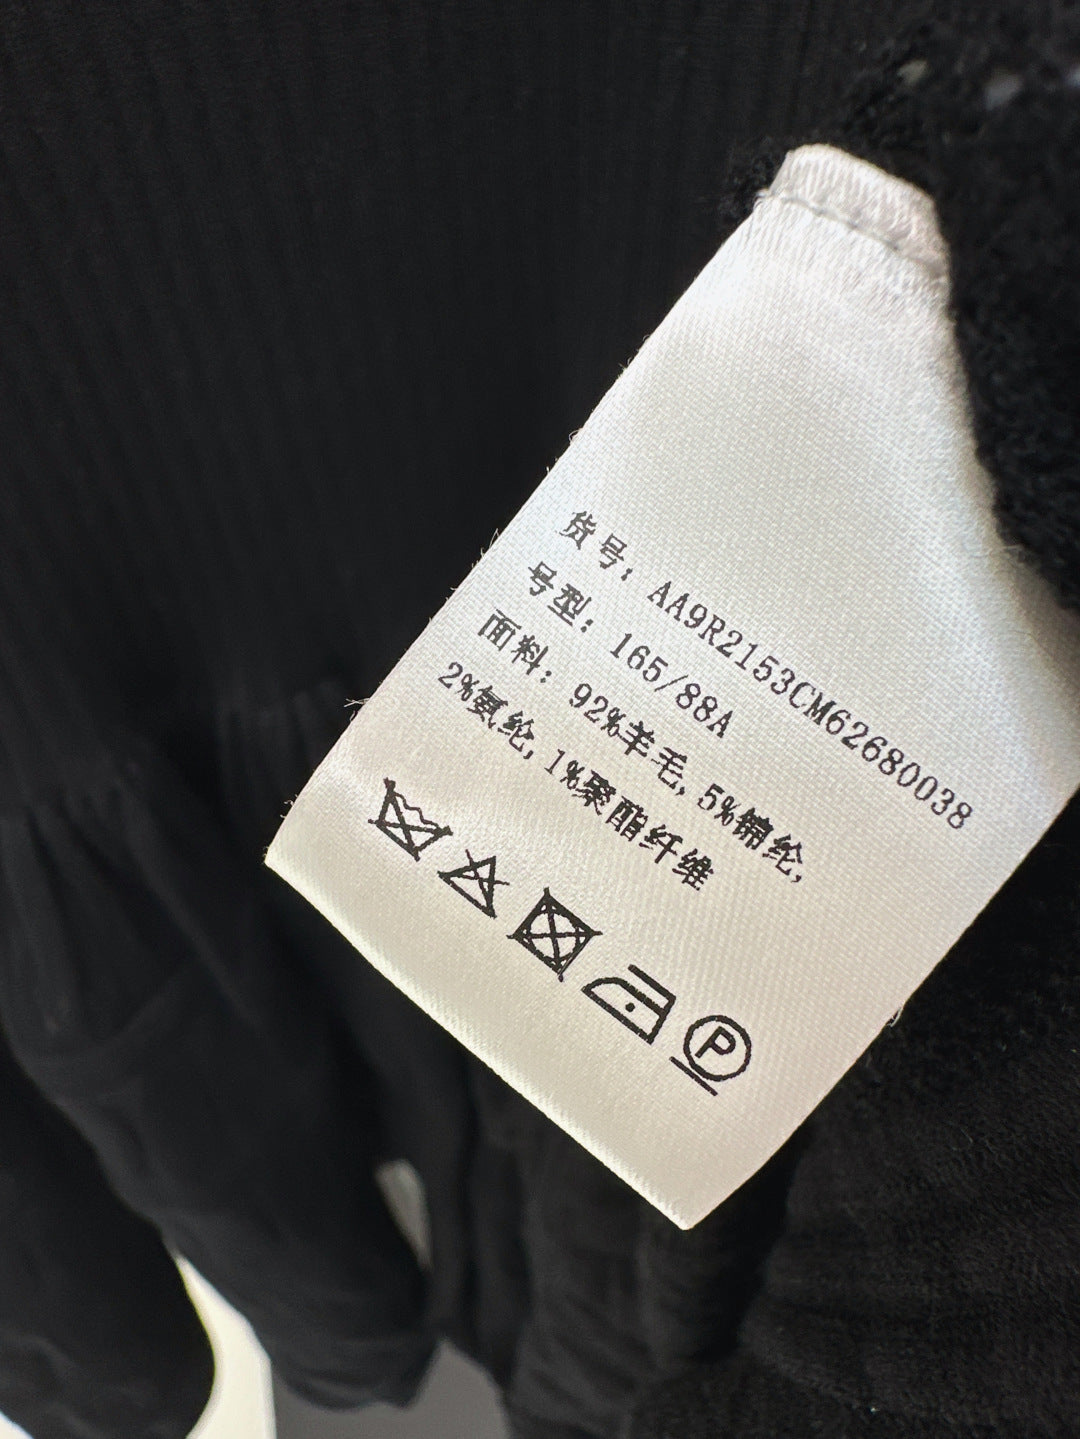 货号: AA9R2153CM62680038
号型: 165/88A
面料: 92%羊毛,5%锦纶,
2%氨纶,1%聚酯纤维
P